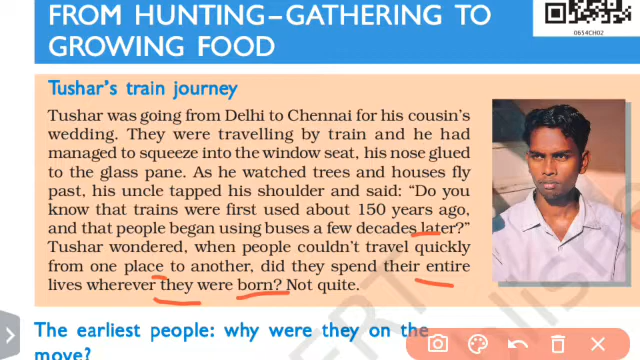 FROM HUNTING–GATHERING TO
GROWING FOOD
0654CH02
Tushar's train journey
Tushar was going from Delhi to Chennai for his cousin's
wedding. They were travelling by train and he had
managed to squeeze into the window seat, his nose glued
to the glass pane. As he watched trees and houses fly
past, his uncle tapped his shoulder and said: “Do you
know that trains were first used about 150 years ago,
and that people began using buses a few decades later?”
Tushar wondered, when people couldn't travel quickly
from one place to another, did they spend their entire
lives wherever they were born? Not quite.
The earliest people: why were they on the
move?